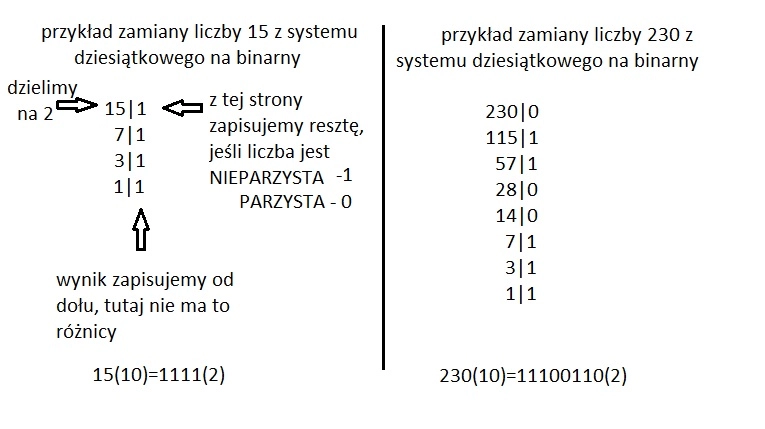 przykład zamiany liczby 15 z systemu
dziesiątkowego na binarny
dzielimy
na 2
15|1
7|1
3|1
1|1
z tej strony
zapisujemy resztę,
jeśli liczba jest
NIEPARZYSTA -1
PARZYSTA - 0
wynik zapisujemy od
dołu, tutaj nie ma to
różnicy
15(10)=1111(2)
przykład zamiany liczby 230 z
systemu dziesiątkowego na binarny
230|0
115|1
57|1
28|0
14|0
7|1
3|1
1|1
230(10)=11100110(2)